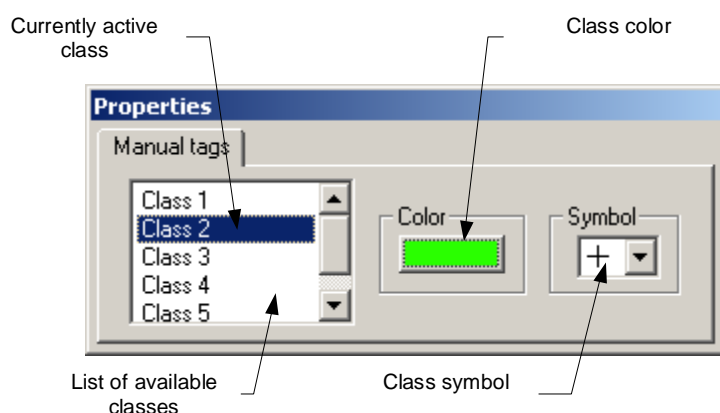 Currently active
class
Class color
Properties
Manual tags
Class 1
Class 2
Class 3
Class 4
Class 5
Color
Symbol
List of available
classes
Class symbol